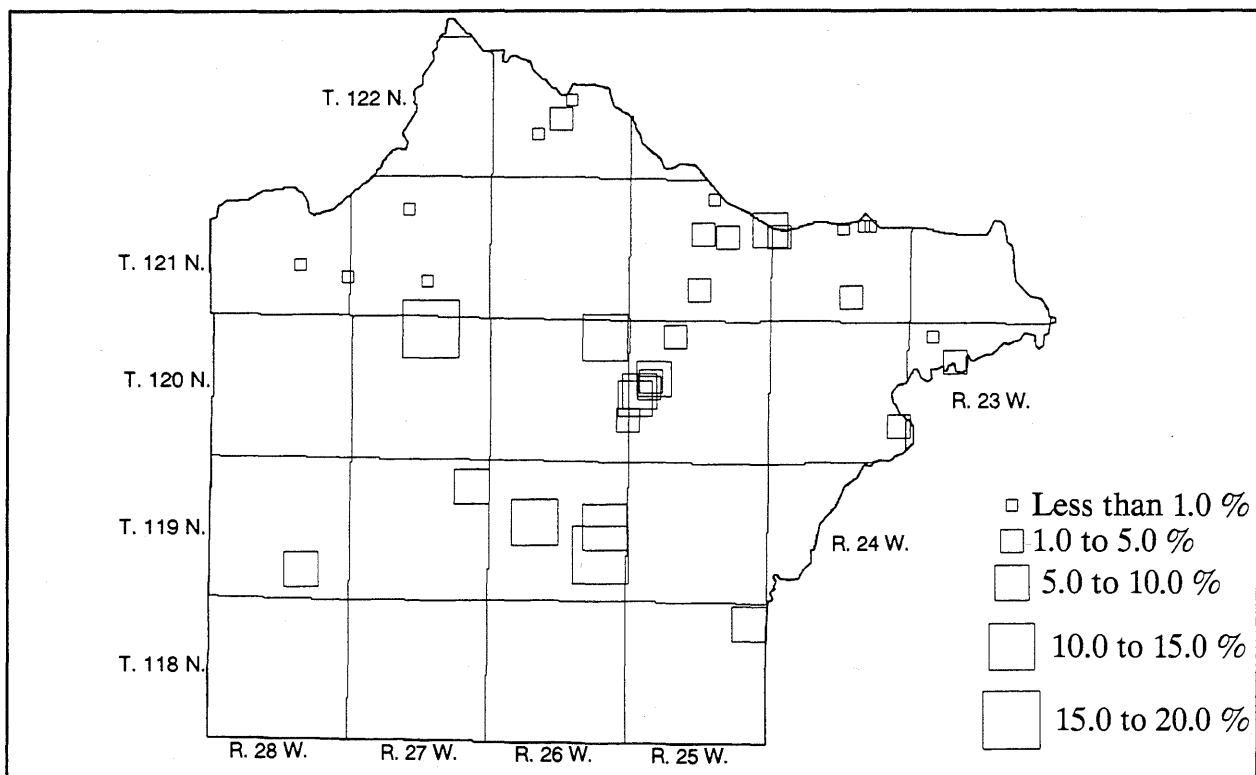 T. 122 N.
T. 121 N.
T. 120 N.
R. 23 W.
Less than 1.0 %
T. 119 N.
R. 24 W.
1.0 to 5.0 %
5.0 to 10.0 %
10.0 to 15.0 %
T. 118 N.
15.0 to 20.0 %
R. 28 W.
R. 27 W.
R. 26 W.
R. 25 W.